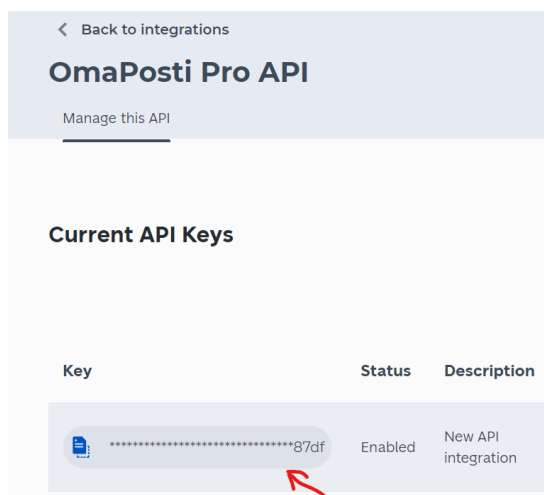 Back to integrations
OmaPosti Pro API
Manage this API
Current API Keys
Key Status Description
********************************87df Enabled New API
integration